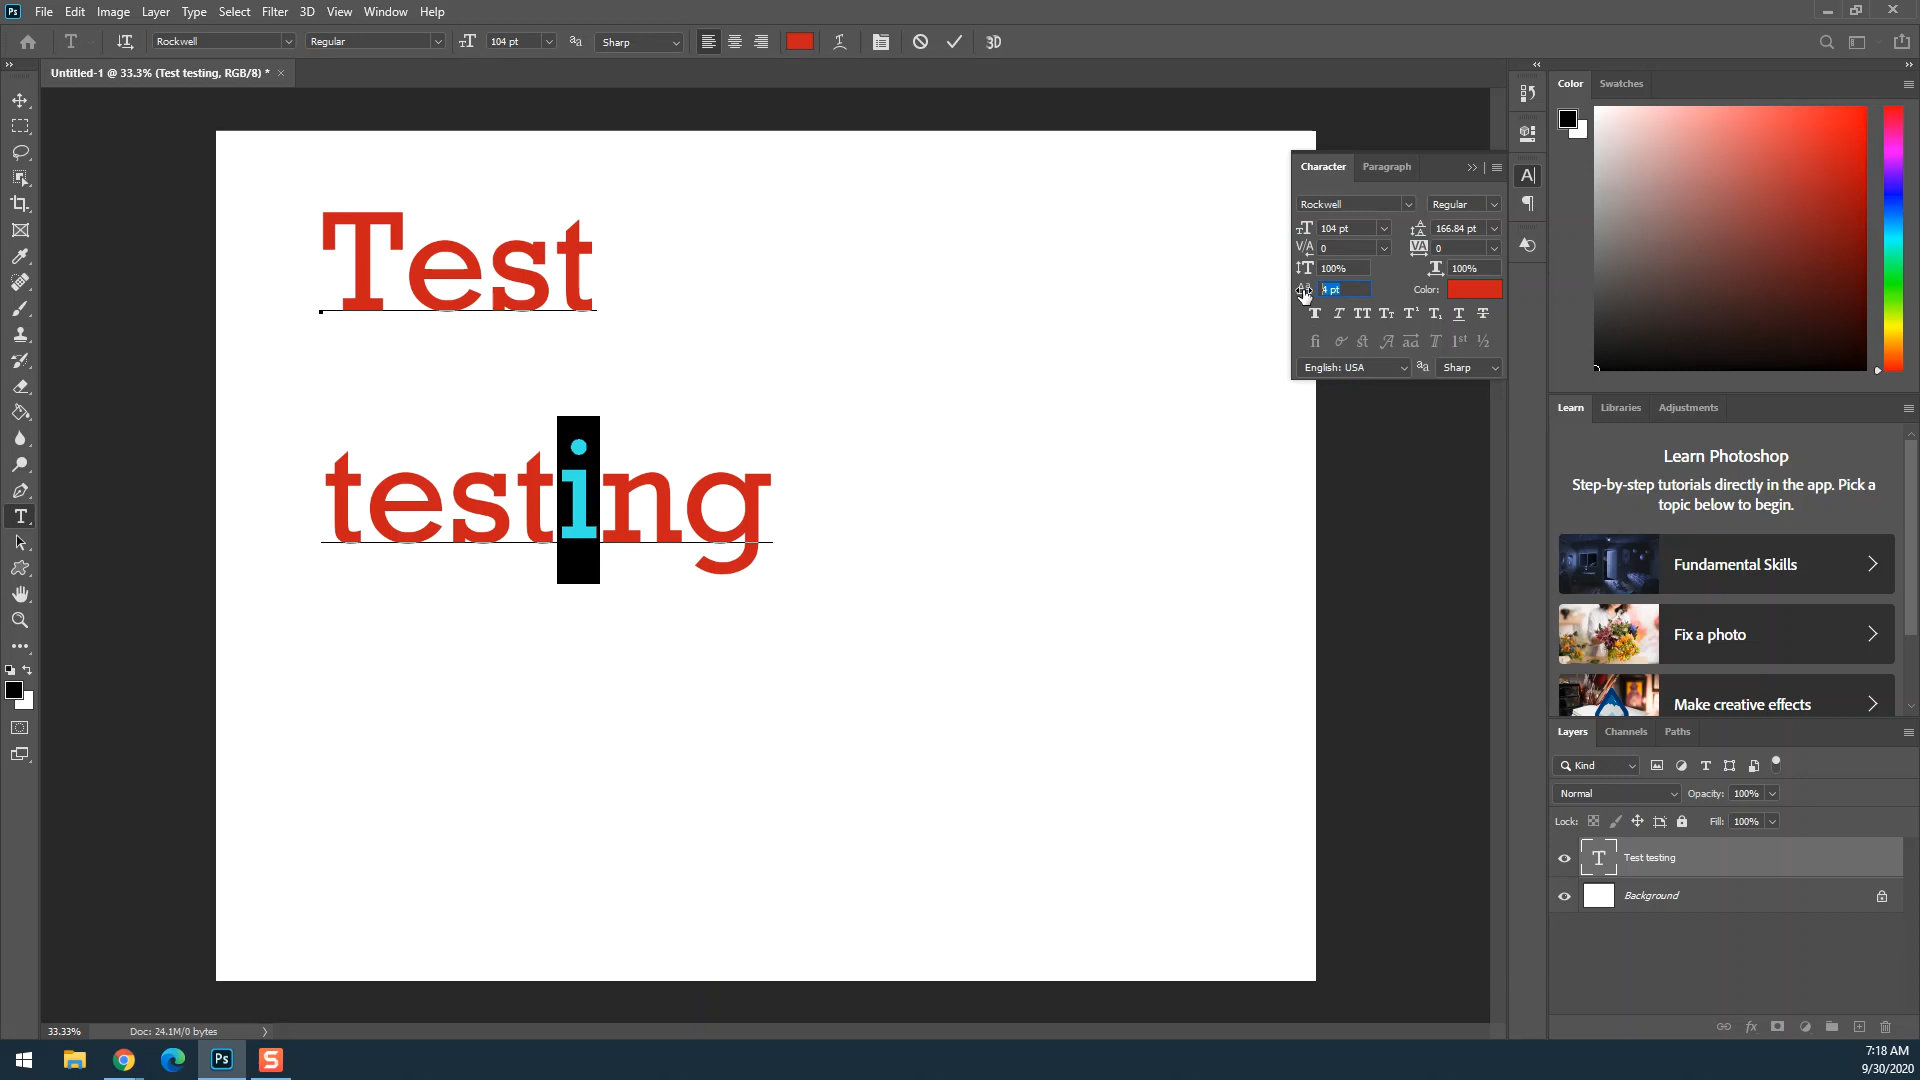 Ps File Edit Image Layer Type Select Filter 3D View Window Help
Rockwell Regular 104 pt Sharp 3D
Untitled-1 @ 33.3% (Test testing, RGB/8) *
Color Swatches
Test
testing
Character Paragraph
Rockwell Regular
104 pt 166.84 pt
0 0
100% 100%
4 pt Color:
English: USA Sharp
Learn Libraries Adjustments
Learn Photoshop
Step-by-step tutorials directly in the app. Pick a
topic below to begin.
Fundamental Skills
Fix a photo
Make creative effects
Layers Channels Paths
Kind
Normal Opacity: 100%
Lock: Fill: 100%
Test testing
Background
33.33% Doc: 24.1M/0 bytes
Ps S
7:18 AM
9/30/2020